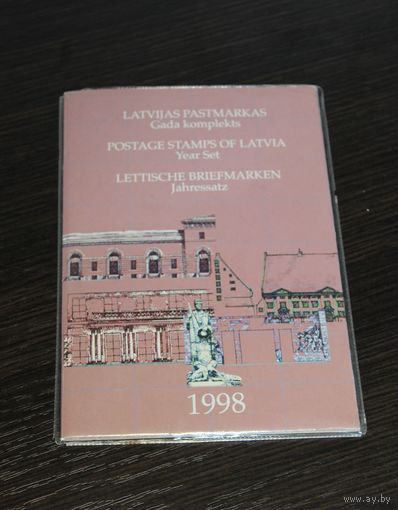 LATVIJAS PASTMARKAS
Gada komplekts
POSTAGE STAMPS OF LATVIA
Year Set
LETTISCHE BRIEFMARKEN
Jahressatz
1998
www.ay.by